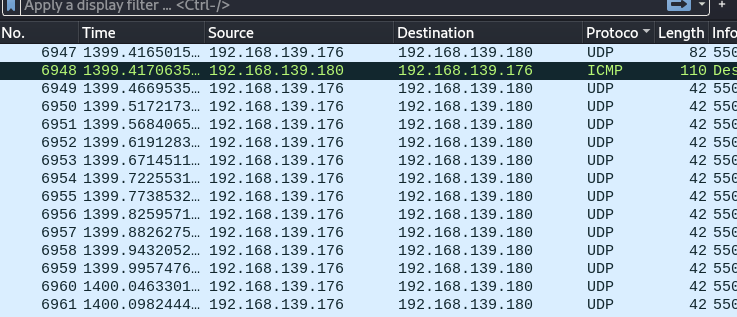 Apply a display filter … <Ctrl-/>
No. Time Source Destination Protoco Length Info
6947 1399.4165015… 192.168.139.176 192.168.139.180 UDP 82 550
6948 1399.4170635… 192.168.139.180 192.168.139.176 ICMP 110 Des
6949 1399.4669535… 192.168.139.176 192.168.139.180 UDP 42 550
6950 1399.5172173… 192.168.139.176 192.168.139.180 UDP 42 550
6951 1399.5684065… 192.168.139.176 192.168.139.180 UDP 42 550
6952 1399.6191283… 192.168.139.176 192.168.139.180 UDP 42 550
6953 1399.6714511… 192.168.139.176 192.168.139.180 UDP 42 550
6954 1399.7225531… 192.168.139.176 192.168.139.180 UDP 42 550
6955 1399.7738532… 192.168.139.176 192.168.139.180 UDP 42 550
6956 1399.8259571… 192.168.139.176 192.168.139.180 UDP 42 550
6957 1399.8826275… 192.168.139.176 192.168.139.180 UDP 42 550
6958 1399.9432052… 192.168.139.176 192.168.139.180 UDP 42 550
6959 1399.9957476… 192.168.139.176 192.168.139.180 UDP 42 550
6960 1400.0463301… 192.168.139.176 192.168.139.180 UDP 42 550
6961 1400.0982444… 192.168.139.176 192.168.139.180 UDP 42 550